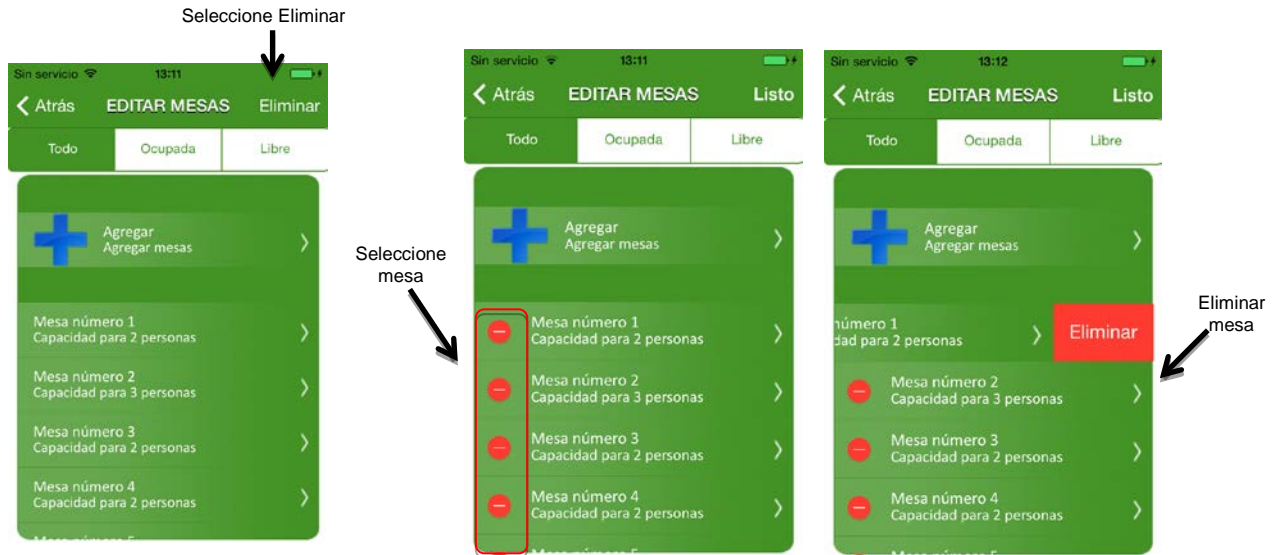 Seleccione Eliminar
Sin servicio 13:11
Atrás EDITAR MESAS Eliminar
Todo Ocupada Libre
Agregar
Agregar mesas
Mesa número 1
Capacidad para 2 personas
Mesa número 2
Capacidad para 3 personas
Mesa número 3
Capacidad para 2 personas
Mesa número 4
Capacidad para 2 personas
Seleccione
mesa
Sin servicio 13:11
Atrás EDITAR MESAS Listo
Todo Ocupada Libre
Agregar
Agregar mesas
Mesa número 1
Capacidad para 2 personas
Mesa número 2
Capacidad para 3 personas
Mesa número 3
Capacidad para 2 personas
Mesa número 4
Capacidad para 2 personas
Mesa número 5
Sin servicio 13:12
Atrás EDITAR MESAS Listo
Todo Ocupada Libre
Agregar
Agregar mesas
número 1 Eliminar
dad para 2 personas
Mesa número 2
Capacidad para 3 personas
Mesa número 3
Capacidad para 2 personas
Mesa número 4
Capacidad para 2 personas
Eliminar
mesa